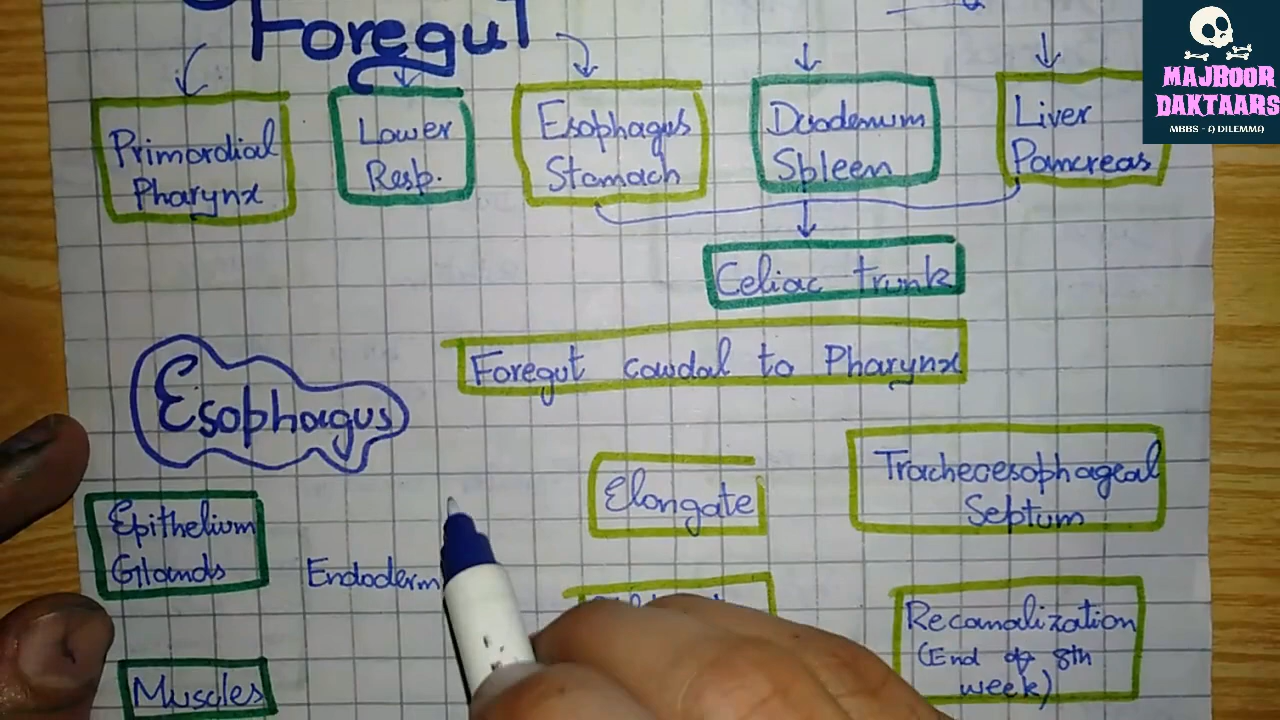 Foregut
Primordial
Pharynx
Lower
Resp.
Esophagus
Stomach
Duodenum
Spleen
Liver
Pancreas
MAJBOOR
DAKTAARS
MBBS - A DILEMMA)
Celiac trunk
Foregut caudal to Pharynx
Esophagus
Elongate
Tracheoesophageal
Septum
Epithelium
Glands
Endoderm
Recanalization
(End of 8th
week)
Muscles